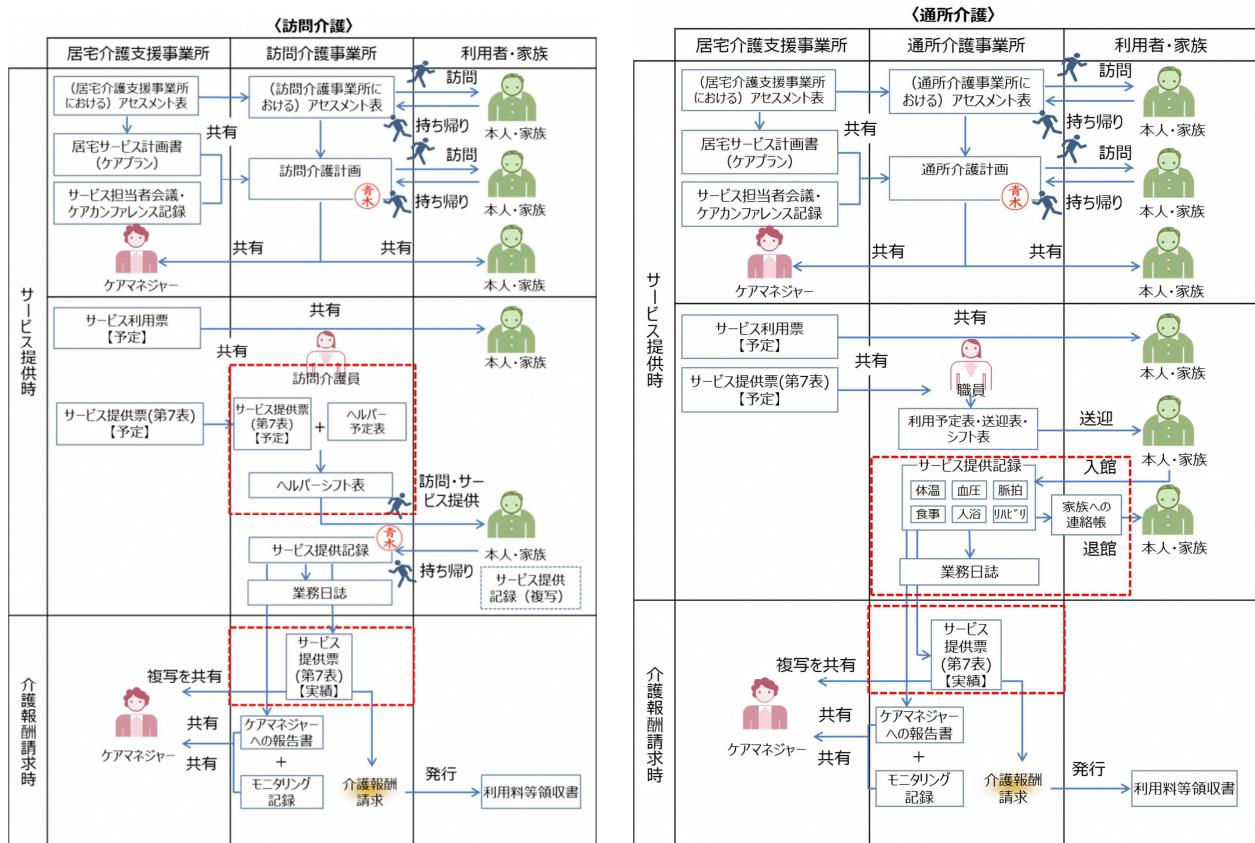 〈訪問介護〉
居宅介護支援事業所
訪問介護事業所
利用者・家族
サービス提供時
(居宅介護支援事業所
における) アセスメント表
(訪問介護事業所に
おける) アセスメント表
訪問
持ち帰り
本人・家族
共有
居宅サービス計画書
(ケアプラン)
サービス担当者会議・
ケアカンファレンス記録
訪問介護計画
青木
訪問
持ち帰り
本人・家族
共有
共有
ケアマネジャー
本人・家族
サービス利用票
【予定】
共有
本人・家族
共有
訪問介護員
サービス提供票(第7表)
【予定】
サービス提供票
(第7表)
【予定】
+
ヘルパー
予定表
ヘルパーシフト表
訪問・サー
ビス提供
本人・家族
青木
サービス提供記録
持ち帰り
サービス提供
記録(複写)
業務日誌
介護報酬請求時
サービス
提供票
(第7表)
【実績】
複写を共有
ケアマネジャー
共有
共有
ケアマネジャー
への報告書
+
モニタリング
記録
介護報酬
請求
発行
利用料等領収書
〈通所介護〉
居宅介護支援事業所
通所介護事業所
利用者・家族
サービス提供時
(居宅介護支援事業所
における) アセスメント表
(通所介護事業所に
おける) アセスメント表
訪問
持ち帰り
本人・家族
共有
居宅サービス計画書
(ケアプラン)
サービス担当者会議・
ケアカンファレンス記録
通所介護計画
青木
訪問
持ち帰り
本人・家族
共有
共有
ケアマネジャー
本人・家族
サービス利用票
【予定】
共有
本人・家族
サービス提供票(第7表)
【予定】
共有
職員
利用予定表・送迎表・
シフト表
送迎
本人・家族
サービス提供記録
体温
血圧
脈拍
食事
入浴
ﾘﾊﾋﾞﾘ
入館
家族への
連絡帳
退館
本人・家族
業務日誌
介護報酬請求時
サービス
提供票
(第7表)
【実績】
複写を共有
ケアマネジャー
共有
共有
ケアマネジャー
への報告書
+
モニタリング
記録
介護報酬
請求
発行
利用料等領収書